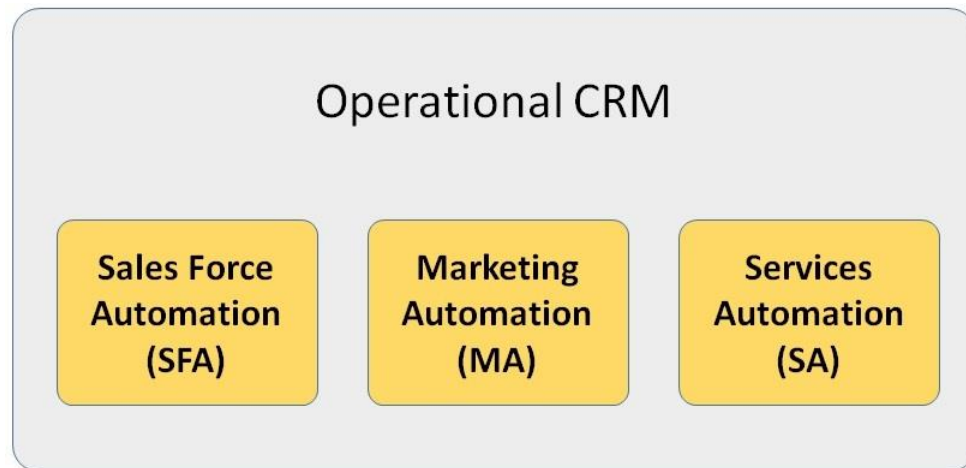 Operational CRM
Sales Force
Automation
(SFA)
Marketing
Automation
(MA)
Services
Automation
(SA)